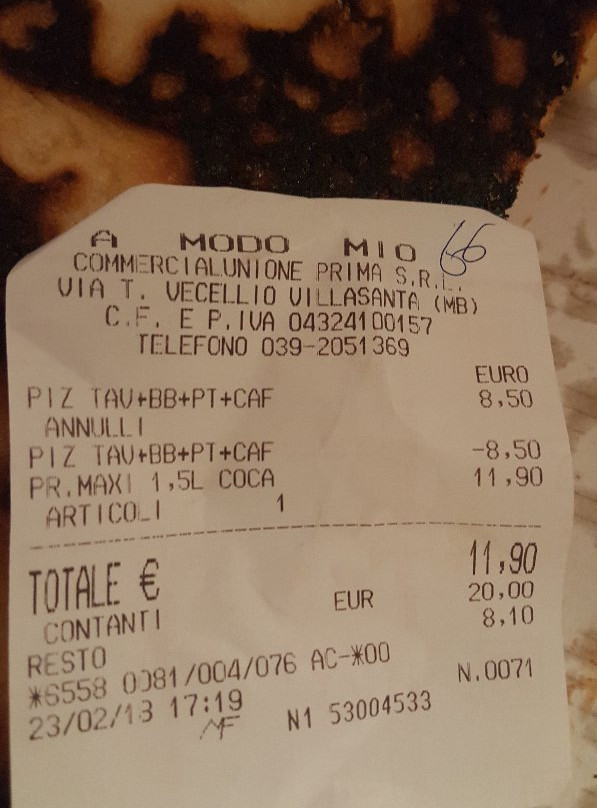 A MODO MIO 66
COMMERCIALUNIONE PRIMA S.R.L.
VIA T. VECELLIO VILLASANTA (MB)
C.F. E P.IVA 04324100157
TELEFONO 039-2051369
EURO
PIZ TAV+BB+PT+CAF 8,50
ANNULLI
PIZ TAV+BB+PT+CAF -8,50
PR.MAXI 1,5L COCA 11,90
ARTICOLI 1
TOTALE € 11,90
CONTANTI EUR 20,00
RESTO 8,10
*6558 0081/004/076 AC-*00 N.0071
23/02/18 17:19
MF N1 53004533